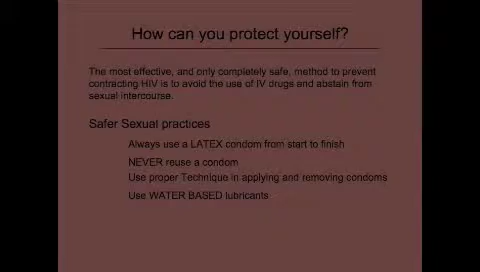 How can you protect yourself?
The most effective, and only completely safe, method to prevent
contracting HIV is to avoid the use of IV drugs and abstain from
sexual intercourse.
Safer Sexual practices
Always use a LATEX condom from start to finish
NEVER reuse a condom
Use proper Technique in applying and removing condoms
Use WATER BASED lubricants